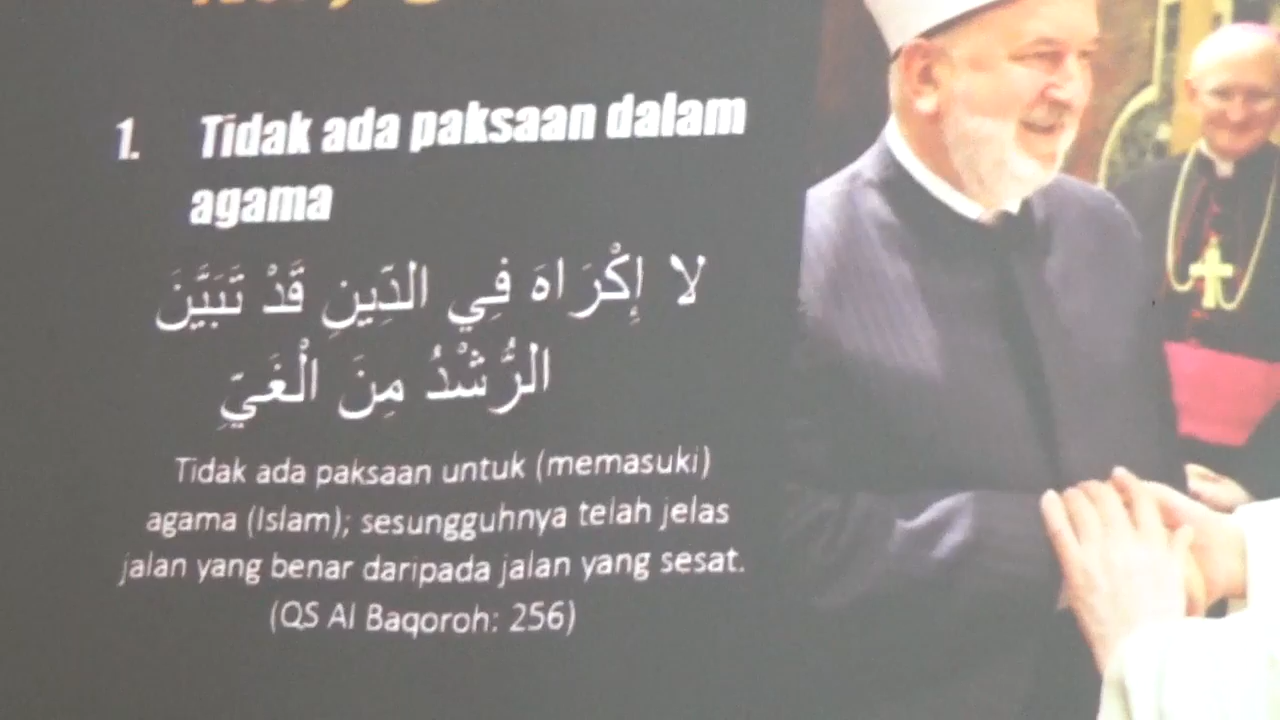 1. Tidak ada paksaan dalam
agama
لا إِكْرَاهَ فِي الدِّينِ قَدْ تَبَيَّنَ
الرُّشْدُ مِنَ الْغَيِّ
Tidak ada paksaan untuk (memasuki)
agama (Islam); sesungguhnya telah jelas
jalan yang benar daripada jalan yang sesat.
(QS Al Baqoroh: 256)